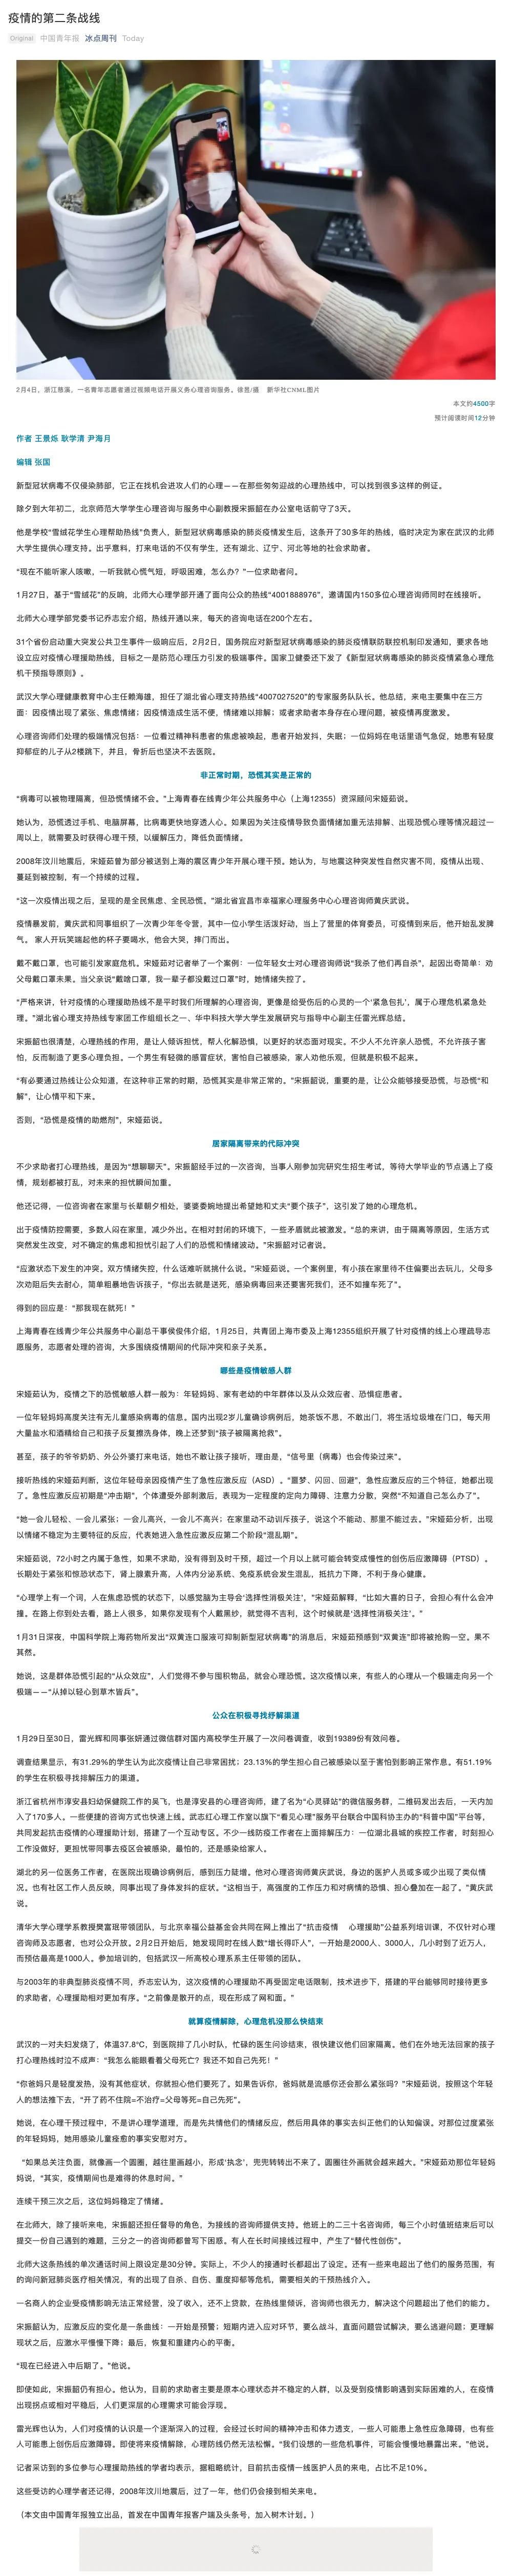 疫情的第二条战线
Original 中国青年报 冰点周刊 Today
2月4日，浙江慈溪，一名青年志愿者通过视频电话开展义务心理咨询服务。徐昱/摄 新华社CNML图片
本文约4500字
预计阅读时间12分钟
作者 王景烁 耿学清 尹海月
编辑 张国
新型冠状病毒不仅侵染肺部，它正在找机会进攻人们的心理——在那些匆匆迎战的心理热线中，可以找到很多这样的例证。
除夕到大年初二，北京师范大学学生心理咨询与服务中心副教授宋振韶在办公室电话前守了3天。
他是学校“雪绒花学生心理帮助热线”负责人，新型冠状病毒感染的肺炎疫情发生后，这条开了30多年的热线，临时决定为家在武汉的北师
大学生提供心理支持。出乎意料，打来电话的不仅有学生，还有湖北、辽宁、河北等地的社会求助者。
“现在不能听家人咳嗽，一听我就心慌气短，呼吸困难，怎么办？”一位求助者问。
1月27日，基于“雪绒花”的反响，北师大心理学部开通了面向公众的热线“4001888976”，邀请国内150多位心理咨询师同时在线接听。
北师大心理学部党委书记乔志宏介绍，热线开通以来，每天的咨询电话在200个左右。
31个省份启动重大突发公共卫生事件一级响应后，2月2日，国务院应对新型冠状病毒感染的肺炎疫情联防联控机制印发通知，要求各地
设立应对疫情心理援助热线，目标之一是防范心理压力引发的极端事件。国家卫健委还下发了《新型冠状病毒感染的肺炎疫情紧急心理危
机干预指导原则》。
武汉大学心理健康教育中心主任赖海雄，担任了湖北省心理支持热线“4007027520”的专家服务队队长。他总结，来电主要集中在三方
面：因疫情出现了紧张、焦虑情绪；因疫情造成生活不便，情绪难以排解；或者求助者本身存在心理问题，被疫情再度激发。
心理咨询师们处理的极端情况包括：一位看过精神科患者的焦虑被唤起，患者开始发抖，失眠；一位妈妈在电话里语气急促，她患有轻度
抑郁症的儿子从2楼跳下，并且，骨折后也坚决不去医院。
非正常时期，恐慌其实是正常的
“病毒可以被物理隔离，但恐慌情绪不会。”上海青春在线青少年公共服务中心（上海12355）资深顾问宋娅茹说。
她认为，恐慌透过手机、电脑屏幕，比病毒更快地穿透人心。如果因为关注疫情导致负面情绪加重无法排解、出现恐慌心理等情况超过一
周以上，就需要及时获得心理干预，以缓解压力，降低负面情绪。
2008年汶川地震后，宋娅茹曾为部分被送到上海的震区青少年开展心理干预。她认为，与地震这种突发性自然灾害不同，疫情从出现、
蔓延到被控制，有一个持续的过程。
“这一次疫情出现之后，呈现的是全民焦虑、全民恐慌。”湖北省宜昌市幸福家心理服务中心心理咨询师黄庆武说。
疫情暴发前，黄庆武和同事组织了一次青少年冬令营，其中一位小学生活泼好动，当上了营里的体育委员，可疫情到来后，他开始乱发脾
气。 家人开玩笑端起他的杯子要喝水，他会大哭，摔门而出。
戴不戴口罩，也可能引发家庭危机。宋娅茹对记者举了一个案例：一位年轻女士对心理咨询师说“我杀了他们再自杀”，起因出奇简单：劝
父母戴口罩未果。当父亲说“戴啥口罩，我一辈子都没戴过口罩”时，她情绪失控了。
“严格来讲，针对疫情的心理援助热线不是平时我们所理解的心理咨询，更像是给受伤后的心灵的一个‘紧急包扎’，属于心理危机紧急处
理。”湖北省心理支持热线专家团工作组组长之一、华中科技大学大学生发展研究与指导中心副主任雷光辉总结。
宋振韶也很清楚，心理热线的作用，是让人倾诉担忧，帮人化解恐惧，以更好的状态面对现实。不少人不允许亲人恐慌，不允许孩子害
怕，反而制造了更多心理负担。一个男生有轻微的感冒症状，害怕自己被感染，家人劝他乐观，但就是积极不起来。
“有必要通过热线让公众知道，在这种非正常的时期，恐慌其实是非常正常的。”宋振韶说，重要的是，让公众能够接受恐慌，与恐慌“和
解”，让心情平和下来。
否则，“恐慌是疫情的助燃剂”，宋娅茹说。
居家隔离带来的代际冲突
不少求助者打心理热线，是因为“想聊聊天”。宋振韶经手过的一次咨询，当事人刚参加完研究生招生考试，等待大学毕业的节点遇上了疫
情，规划都被打乱，对未来的担忧瞬间加重。
他还记得，一位咨询者在家里与长辈朝夕相处，婆婆委婉地提出希望她和丈夫“要个孩子”，这引发了她的心理危机。
出于疫情防控需要，多数人闷在家里，减少外出。在相对封闭的环境下，一些矛盾就此被激发。“总的来讲，由于隔离等原因，生活方式
突然发生改变，对不确定的焦虑和担忧引起了人们的恐慌和情绪波动。”宋振韶对记者说。
“应激状态下发生的冲突。双方情绪失控，什么话难听就挑什么说。”宋娅茹说。一个案例里，有小孩在家里待不住偏要出去玩儿，父母多
次劝阻后失去耐心，简单粗暴地告诉孩子，“你出去就是送死，感染病毒回来还要害死我们，还不如撞车死了”。
得到的回应是：“那我现在就死！”
上海青春在线青少年公共服务中心副总干事侯俊伟介绍，1月25日，共青团上海市委及上海12355组织开展了针对疫情的线上心理疏导志
愿服务，志愿者处理的咨询，大多围绕疫情期间的代际冲突和亲子关系。
哪些是疫情敏感人群
宋娅茹认为，疫情之下的恐慌敏感人群一般为：年轻妈妈、家有老幼的中年群体以及从众效应者、恐惧症患者。
一位年轻妈妈高度关注有无儿童感染病毒的信息。国内出现2岁儿童确诊病例后，她茶饭不思，不敢出门，将生活垃圾堆在门口，每天用
大量盐水和酒精给自己和孩子反复擦洗身体，晚上还梦到“孩子被隔离抢救”。
甚至，孩子的爷爷奶奶、外公外婆打来电话，她也不敢让孩子接听，理由是，“信号里（病毒）也会传染过来”。
接听热线的宋娅茹判断，这位年轻母亲因疫情产生了急性应激反应（ASD）。“噩梦、闪回、回避”，急性应激反应的三个特征，她都出现
了。急性应激反应初期是“冲击期”，个体遭受外部刺激后，表现为一定程度的定向力障碍、注意力分散，突然“不知道自己怎么办了”。
“她一会儿轻松、一会儿紧张；一会儿高兴，一会儿不高兴；在家里动不动训斥孩子，说这个不能动、那里不能过去。”宋娅茹分析，出现
以情绪不稳定为主要特征的反应，代表她进入急性应激反应第二个阶段“混乱期”。
宋娅茹说，72小时之内属于急性，如果不求助，没有得到及时干预，超过一个月以上就可能会转变成慢性的创伤后应激障碍（PTSD）。
长期处于紧张和惊恐状态下，肾上腺素升高，人体内分泌系统、免疫系统会发生混乱，抵抗力下降，不利于身心健康。
“心理学上有一个词，人在焦虑恐慌的状态下，以感觉脑为主导会‘选择性消极关注’，”宋娅茹解释，“比如大喜的日子，会担心有什么会冲
撞。在路上你到处去看，路上人很多，如果你发现有个人戴黑纱，就觉得不吉利，这个时候就是‘选择性消极关注’。”
1月31日深夜，中国科学院上海药物所发出“双黄连口服液可抑制新型冠状病毒”的消息后，宋娅茹预感到“双黄连”即将被抢购一空。果不
其然。
她说，这是群体恐慌引起的“从众效应”，人们觉得不参与囤积物品，就会心理恐慌。这次疫情以来，有些人的心理从一个极端走向另一个
极端——“从掉以轻心到草木皆兵”。
公众在积极寻找纾解渠道
1月29日至30日，雷光辉和同事张妍通过微信群对国内高校学生开展了一次问卷调查，收到19389份有效问卷。
调查结果显示，有31.29%的学生认为此次疫情让自己非常困扰；23.13%的学生担心自己被感染以至于害怕到影响正常作息。有51.19%
的学生在积极寻找排解压力的渠道。
浙江省杭州市淳安县妇幼保健院工作的吴飞，也是淳安县的心理咨询师，建了名为“心灵驿站”的微信服务群，二维码发出去后，一天内加
入了170多人。一些便捷的咨询方式也快速上线。武志红心理工作室以旗下“看见心理”服务平台联合中国科协主办的“科普中国”平台等，
共同发起抗击疫情的心理援助计划，搭建了一个互动专区。不少一线防疫工作者在上面排解压力：一位湖北县城的疾控工作者，时刻担心
工作没做好，更担忧带同事去疫区会被感染，最怕的，还是感染给家人。
湖北的另一位医务工作者，在医院出现确诊病例后，感到压力陡增。他对心理咨询师黄庆武说，身边的医护人员或多或少出现了类似情
况。也有社区工作人员反映，同事出现了身体发抖的症状。“这相当于，高强度的工作压力和对病情的恐惧、担心叠加在一起了。”黄庆武
说。
清华大学心理学系教授樊富珉带领团队，与北京幸福公益基金会共同在网上推出了“抗击疫情 心理援助”公益系列培训课，不仅针对心理
咨询师及志愿者，也对公众开放。2月2日开始后，她发现同时在线人数“增长得吓人”，一开始是2000人、3000人，几小时到了近万人，
而预估最高是1000人。参加培训的，包括武汉一所高校心理系系主任带领的团队。
与2003年的非典型肺炎疫情不同，乔志宏认为，这次疫情的心理援助不再受固定电话限制，技术进步下，搭建的平台能够同时接待更多
的求助者，心理援助相对更加有序。“之前像是散开的点，现在形成了网和面。”
就算疫情解除，心理危机没那么快结束
武汉的一对夫妇发烧了，体温37.8℃，到医院排了几小时队，忙碌的医生问诊结束，很快建议他们回家隔离。他们在外地无法回家的孩子
打心理热线时泣不成声：“我怎么能眼看着父母死亡？我还不如自己先死！”
“你爸妈只是轻度发热，没有其他症状，你就担心他们要死了。如果告诉你，爸妈就是流感你还会那么紧张吗？”宋娅茹说，按照这个年轻
人的想法推下去，“开了药不住院=不治疗=父母等死=自己先死”。
她说，在心理干预过程中，不是讲心理学道理，而是先共情他们的情绪反应，然后用具体的事实去纠正他们的认知偏误。对那位过度紧张
的年轻妈妈，她用感染儿童痊愈的事实安慰对方。
“如果总关注负面，就像画一个圆圈，越往里画越小，形成‘执念’，兜兜转转出不来了。圆圈往外画就会越来越大。”宋娅茹劝那位年轻妈
妈说，“其实，疫情期间也是难得的休息时间。”
连续干预三次之后，这位妈妈稳定了情绪。
在北师大，除了接听来电，宋振韶还担任督导的角色，为接线的咨询师提供支持。他班上的二三十名咨询师，每三个小时值班结束后可以
提交一份自己遇到的难题，三分之一的咨询师都曾写下困惑。有人在长时间接线过程中，产生了“替代性创伤”。
北师大这条热线的单次通话时间上限设定是30分钟。实际上，不少人的接通时长都超出了设定。还有一些来电超出了他们的服务范围，有
的询问新冠肺炎医疗相关情况，有的出现了自杀、自伤、重度抑郁等危机，需要相关的干预热线介入。
一名商人的企业受疫情影响无法正常经营，没了收入，还不上贷款，在热线里倾诉，咨询师也很无力，解决这个问题超出了他们的能力。
宋振韶认为，应激反应的变化是一条曲线：一开始是预警；短期内进入应对环节，要么战斗，直面问题尝试解决，要么逃避问题；更理解
现状之后，应激水平慢慢下降；最后，恢复和重建内心的平衡。
“现在已经进入中后期了。”他说。
即使如此，宋振韶仍有担心。他认为，目前的求助者主要是原本心理状态并不稳定的人群，以及受到疫情影响遇到实际困难的人，在疫情
出现拐点或相对平稳后，人们更深层的心理需求可能会浮现。
雷光辉也认为，人们对疫情的认识是一个逐渐深入的过程，会经过长时间的精神冲击和体力透支，一些人可能患上急性应急障碍，也有些
人可能患上创伤后应激障碍。即使将来疫情解除，心理防线仍然无法松懈。“我们设想的一些危机事件，可能会慢慢地暴露出来。”他说。
记者采访到的多位参与心理援助热线的学者均表示，据粗略统计，目前抗击疫情一线医护人员的来电，占比不足10%。
这些受访的心理学者还记得，2008年汶川地震后，过了一年，他们仍会接到相关来电。
（本文由中国青年报独立出品，首发在中国青年报客户端及头条号，加入树木计划。）